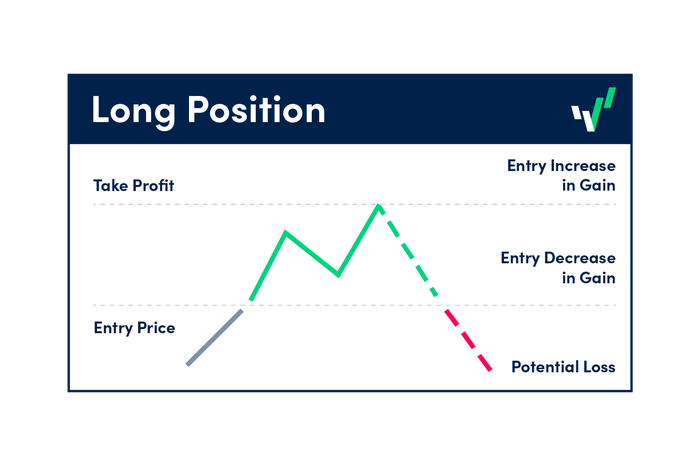 Long Position
Entry Increase
in Gain
Take Profit
Entry Decrease
in Gain
Entry Price
Potential Loss